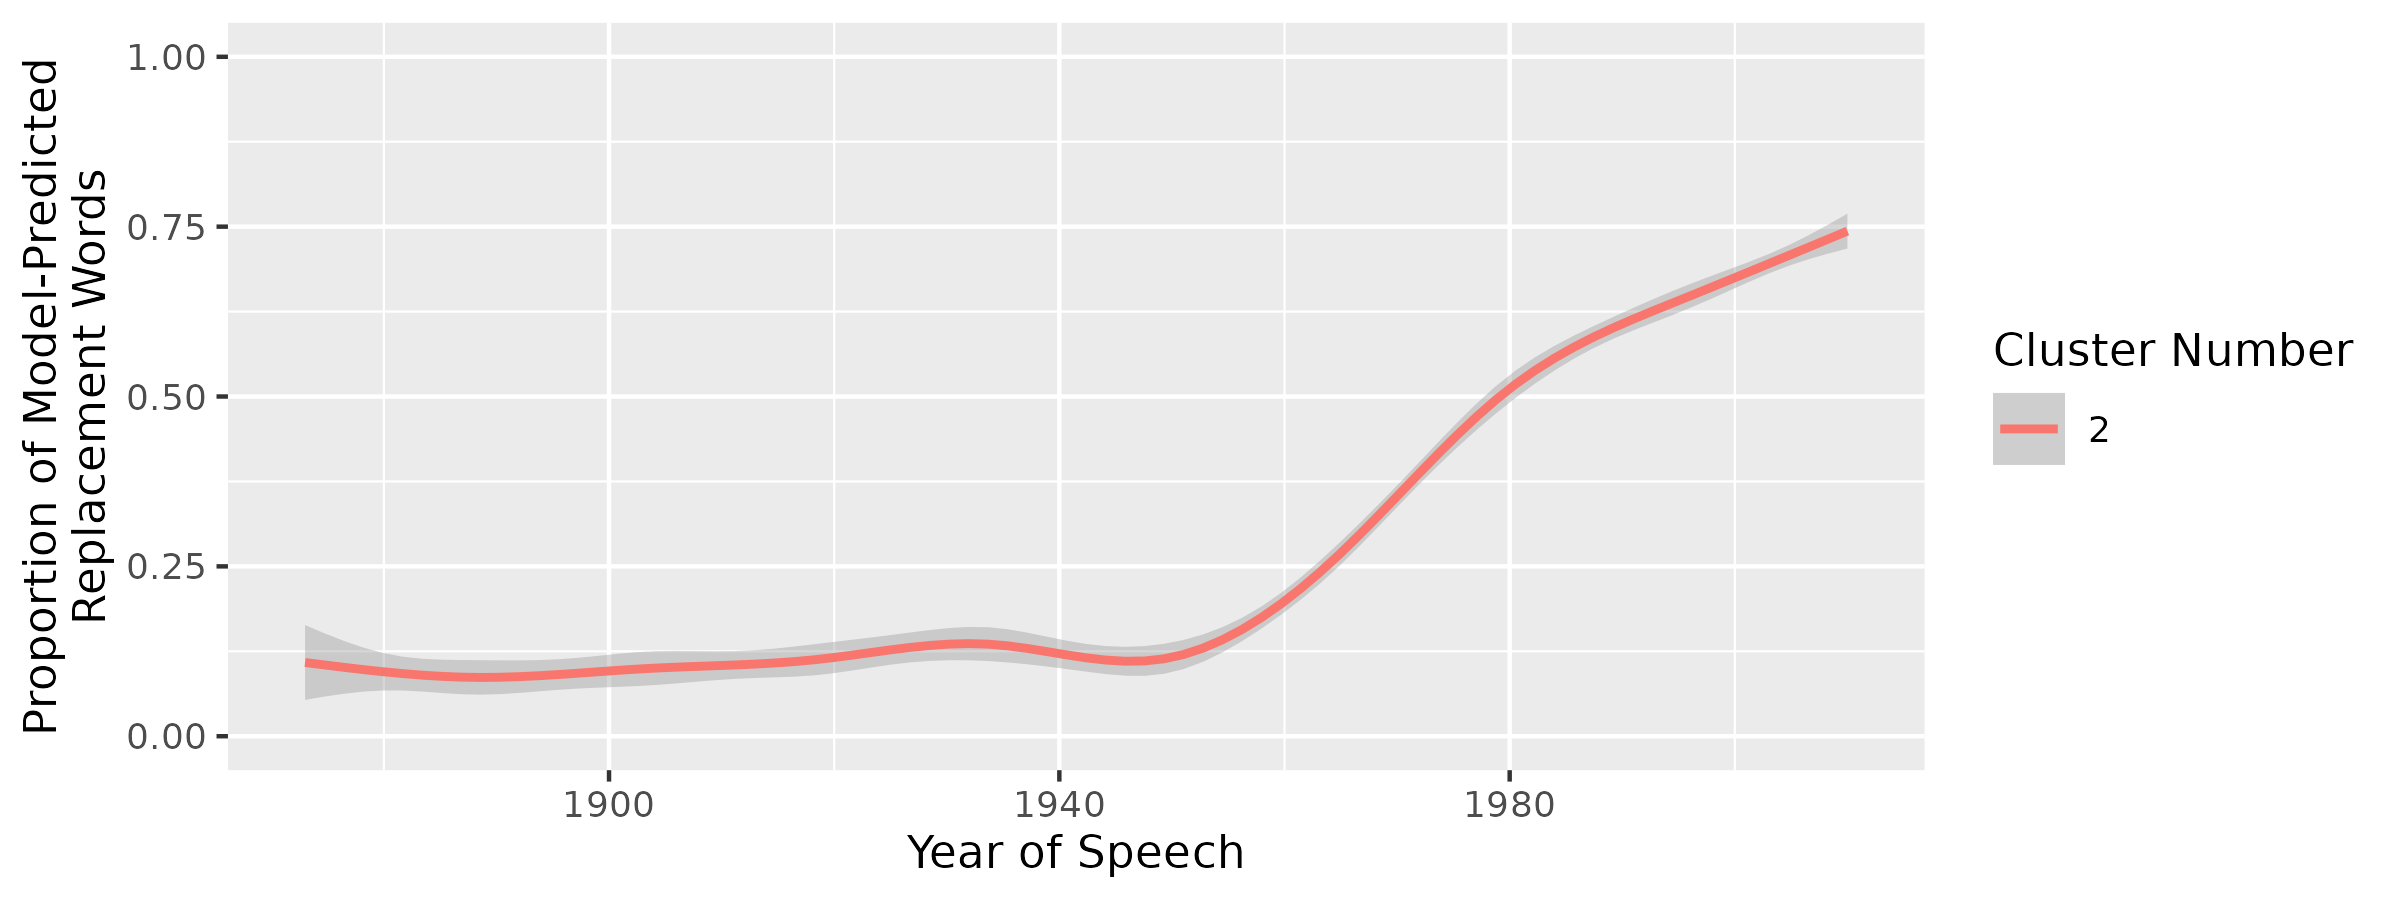 Proportion of Model-Predicted
Replacement Words
1.00
0.75
0.50
0.25
0.00
1900
1940
1980
Year of Speech
Cluster Number
2